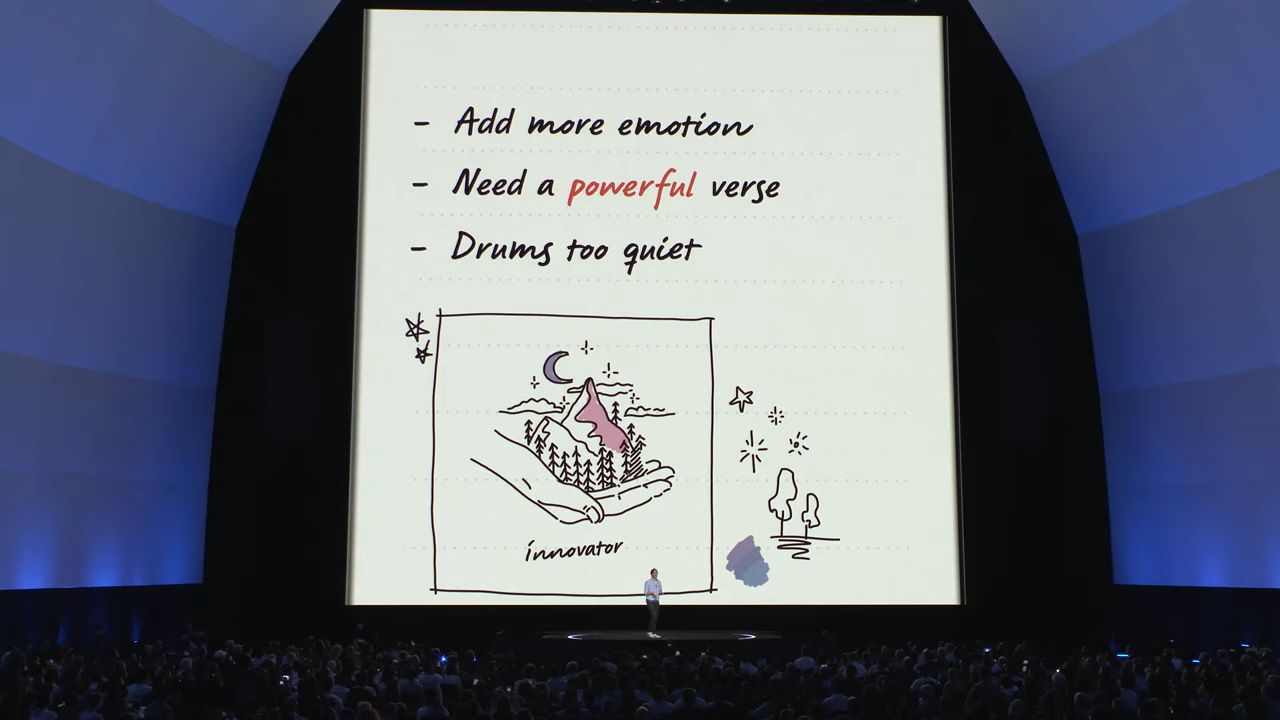 - Add more emotion
- Need a powerful verse
- Drums too quiet
innovator